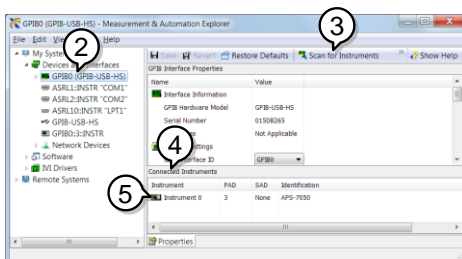 GPIB0 (GPIB-USB-HS) - Measurement & Automation Explorer
File Edit Help
3
Save Revert Restore Defaults Scan for Instruments » Show Help
My System
2
Devices and Interfaces
GPIB0 (GPIB-USB-HS)
ASRL1::INSTR "COM1"
ASRL2::INSTR "COM2"
ASRL10::INSTR "LPT1"
GPIB-USB-HS
GPIB0::3::INSTR
Network Devices
Software
IVI Drivers
Remote Systems
GPIB Interface Properties
Name Value
Interface Information
GPIB Hardware Model GPIB-USB-HS
Serial Number 015D8265
Not Applicable
4
GPIB0
Connected Instruments
Instrument PAD SAD Identification
5
Instrument 0 3 None APS-7050
Properties